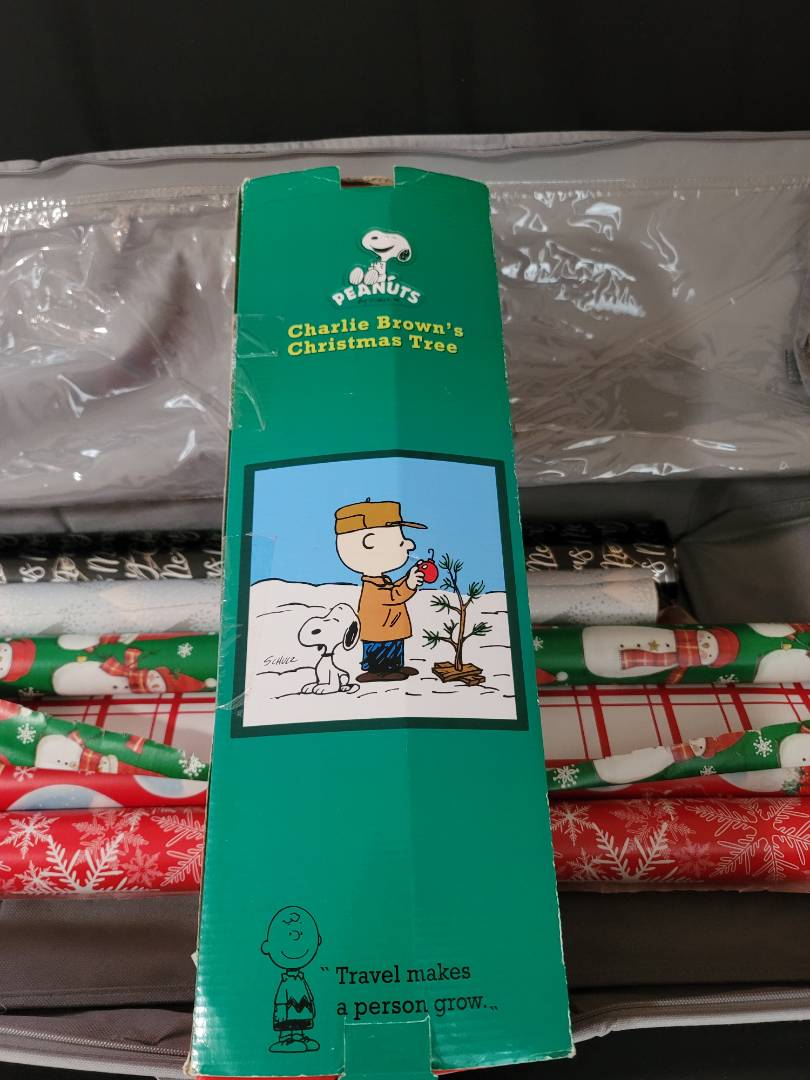 PEANUTS
Charlie Brown's
Christmas Tree
SCHULZ
“ Travel makes
a person grow.„